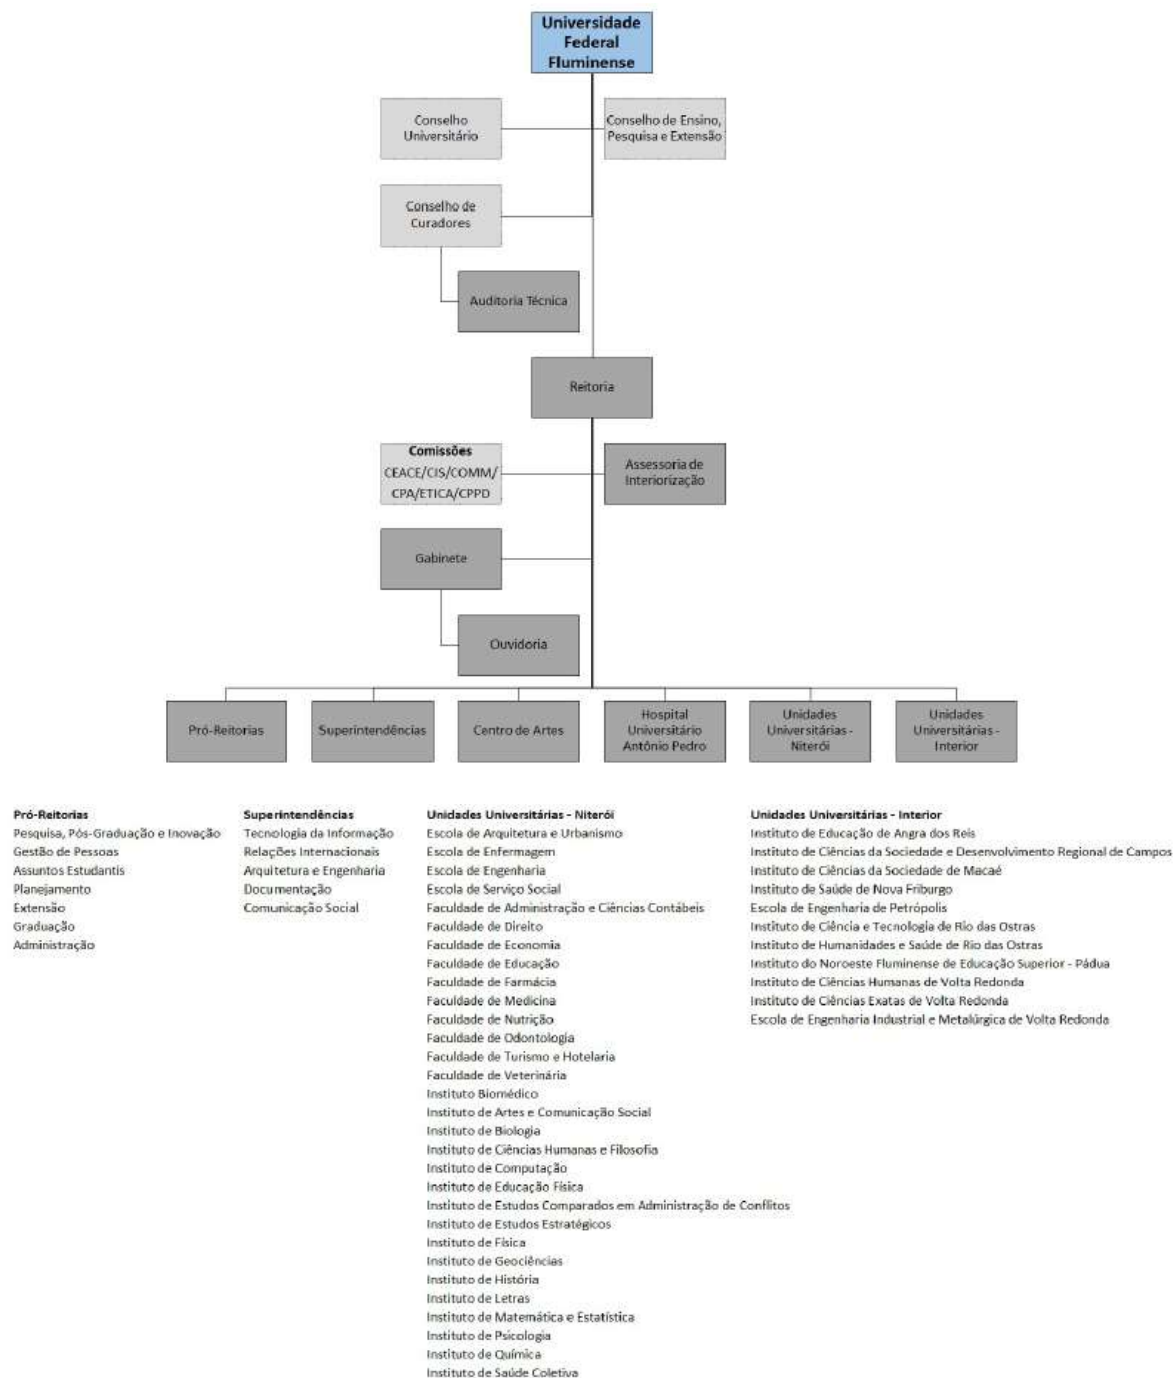 Universidade
Federal
Fluminense
Conselho
Universitário
Conselho de Ensino,
Pesquisa e Extensão
Conselho de
Curadores
Auditoria Técnica
Reitoria
Comissões
CEACE/CIS/COMM/
CPA/ETICA/CPPD
Assessoria de
Interiorização
Gabinete
Ouvidoria
Pró-Reitorias
Superintendências
Centro de Artes
Hospital
Universitário
Antônio Pedro
Unidades
Universitárias -
Niterói
Unidades
Universitárias -
Interior
Pró-Reitorias
Pesquisa, Pós-Graduação e Inovação
Gestão de Pessoas
Assuntos Estudantis
Planejamento
Extensão
Graduação
Administração
Superintendências
Tecnologia da Informação
Relações Internacionais
Arquitetura e Engenharia
Documentação
Comunicação Social
Unidades Universitárias - Niterói
Escola de Arquitetura e Urbanismo
Escola de Enfermagem
Escola de Engenharia
Escola de Serviço Social
Faculdade de Administração e Ciências Contábeis
Faculdade de Direito
Faculdade de Economia
Faculdade de Educação
Faculdade de Farmácia
Faculdade de Medicina
Faculdade de Nutrição
Faculdade de Odontologia
Faculdade de Turismo e Hotelaria
Faculdade de Veterinária
Instituto Biomédico
Instituto de Artes e Comunicação Social
Instituto de Biologia
Instituto de Ciências Humanas e Filosofia
Instituto de Computação
Instituto de Educação Física
Instituto de Estudos Comparados em Administração de Conflitos
Instituto de Estudos Estratégicos
Instituto de Física
Instituto de Geociências
Instituto de História
Instituto de Letras
Instituto de Matemática e Estatística
Instituto de Psicologia
Instituto de Química
Instituto de Saúde Coletiva
Unidades Universitárias - Interior
Instituto de Educação de Angra dos Reis
Instituto de Ciências da Sociedade e Desenvolvimento Regional de Campos
Instituto de Ciências da Sociedade de Macaé
Instituto de Saúde de Nova Friburgo
Escola de Engenharia de Petrópolis
Instituto de Ciência e Tecnologia de Rio das Ostras
Instituto de Humanidades e Saúde de Rio das Ostras
Instituto do Noroeste Fluminense de Educação Superior - Pádua
Instituto de Ciências Humanas de Volta Redonda
Instituto de Ciências Exatas de Volta Redonda
Escola de Engenharia Industrial e Metalúrgica de Volta Redonda